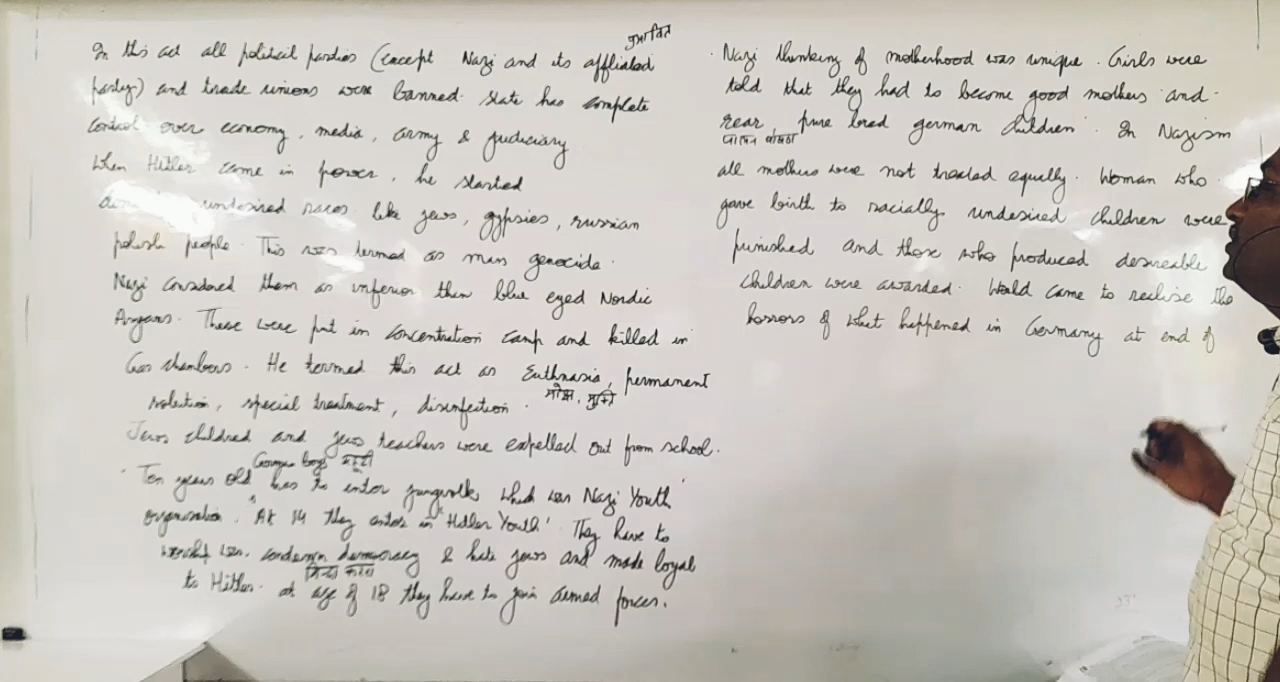 In this act all political parties (except Nazi and its affliated
party) and trade unions were banned. State has complete
control over economy, media, army & judiciary
when Hitler came in power, he started
undesired races like jews, gypsies, russian
polish people. This was termed as mass genocide.
Nazi considered them as inferior than blue eyed Nordic
Aryans. These were put in concentration camp and killed in
Gas chambers. He termed this act as Euthnasia, permanent
मोक्ष, मुक्ति
solution, special treatment, disinfection.
Jews childred and jews teachers were expelled out from school.
German boys
Ten years old has to enter Jungvolk which was Nazi Youth
organisation. At 14 they enter in "Hitler Youth". They have to
condemn democracy & hate jews and made loyal
to Hitler. at age of 18 they have to join armed forces.
Nazi thinking of motherhood was unique. Girls were
told that they had to become good mothers and
rear pure bred german children. In Nazism
all mothers were not treated equally. Woman who
gave birth to racially undesired children were
punished and those who produced desireable
children were awarded. World came to realise the
horrors of what happened in Germany at end of